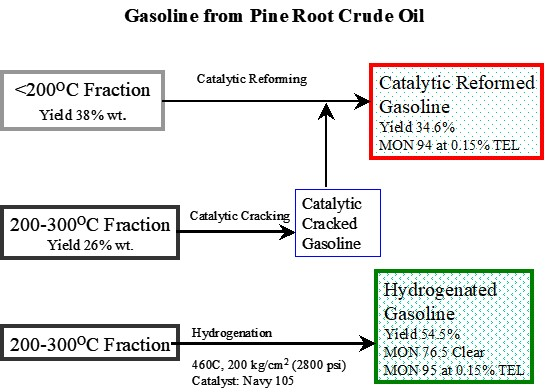 Gasoline from Pine Root Crude Oil
<200°C Fraction
Yield 38% wt.
Catalytic Reforming
Catalytic Reformed
Gasoline
Yield 34.6%
MON 94 at 0.15% TEL
200-300°C Fraction
Yield 26% wt.
Catalytic Cracking
Catalytic
Cracked
Gasoline
200-300°C Fraction
Hydrogenation
460C, 200 kg/cm² (2800 psi)
Catalyst: Navy 105
Hydrogenated
Gasoline
Yield 54.5%
MON 76.5 Clear
MON 95 at 0.15% TEL